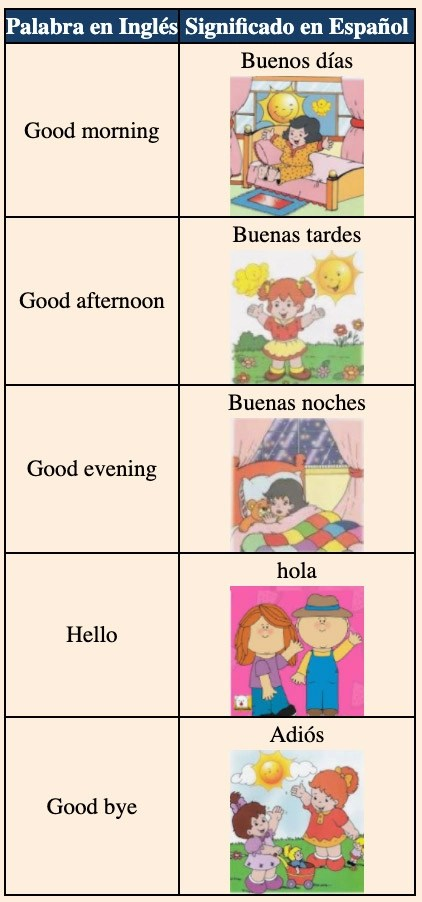 Palabra en Inglés Significado en Español
Good morning
Buenos días
Good afternoon
Buenas tardes
Good evening
Buenas noches
Hello
hola
Good bye
Adiós